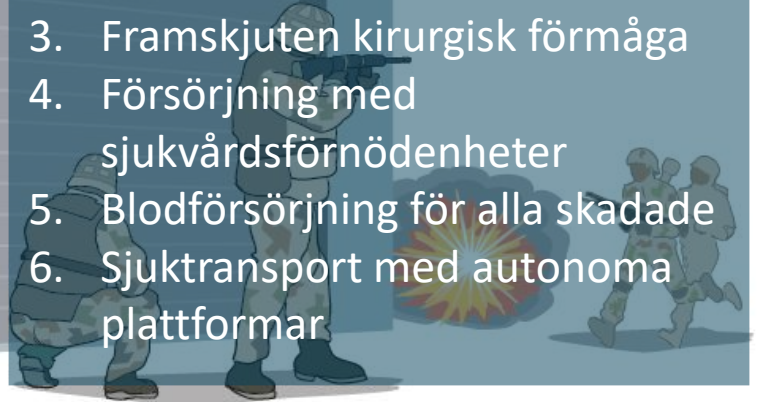 3. Framskjuten kirurgisk förmåga
4. Försörjning med
sjukvårdsförnödenheter
5. Blodförsörjning för alla skadade
6. Sjuktransport med autonoma
plattformar